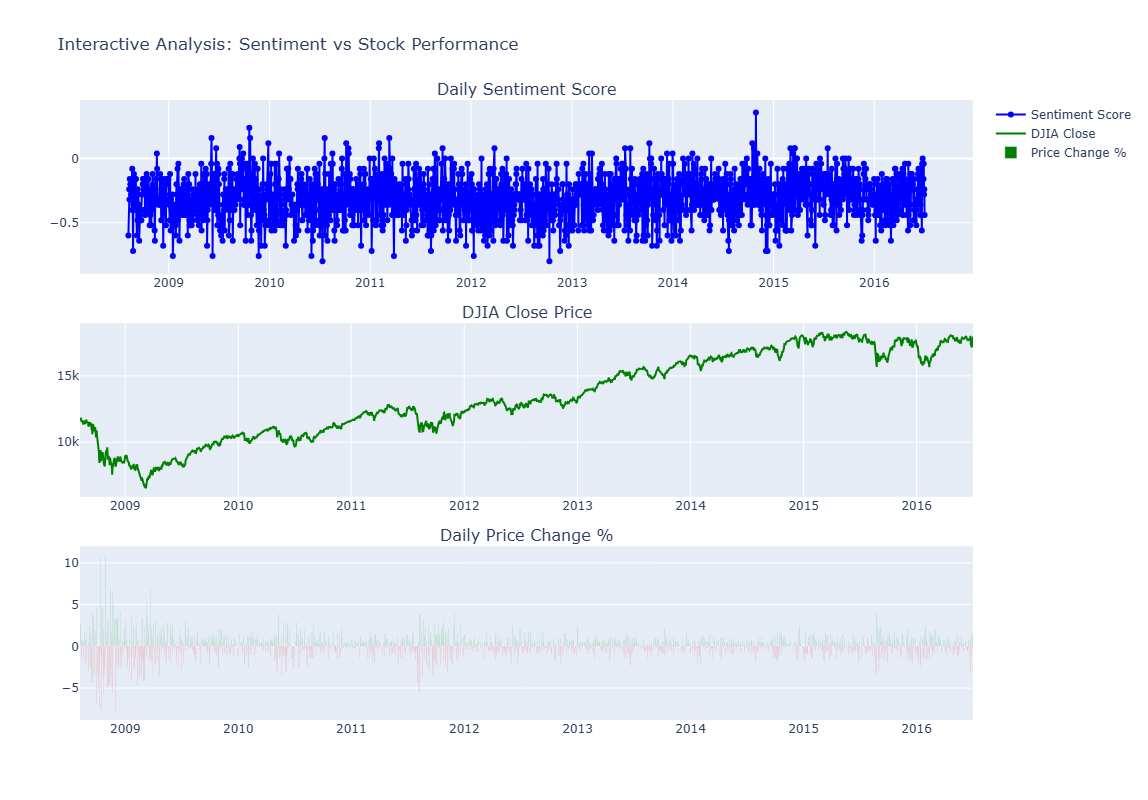 Interactive Analysis: Sentiment vs Stock Performance
Daily Sentiment Score
Sentiment Score
DJIA Close
Price Change %
0
−0.5
2009 2010 2011 2012 2013 2014 2015 2016
DJIA Close Price
15k
10k
2009 2010 2011 2012 2013 2014 2015 2016
Daily Price Change %
10
5
0
−5
2009 2010 2011 2012 2013 2014 2015 2016